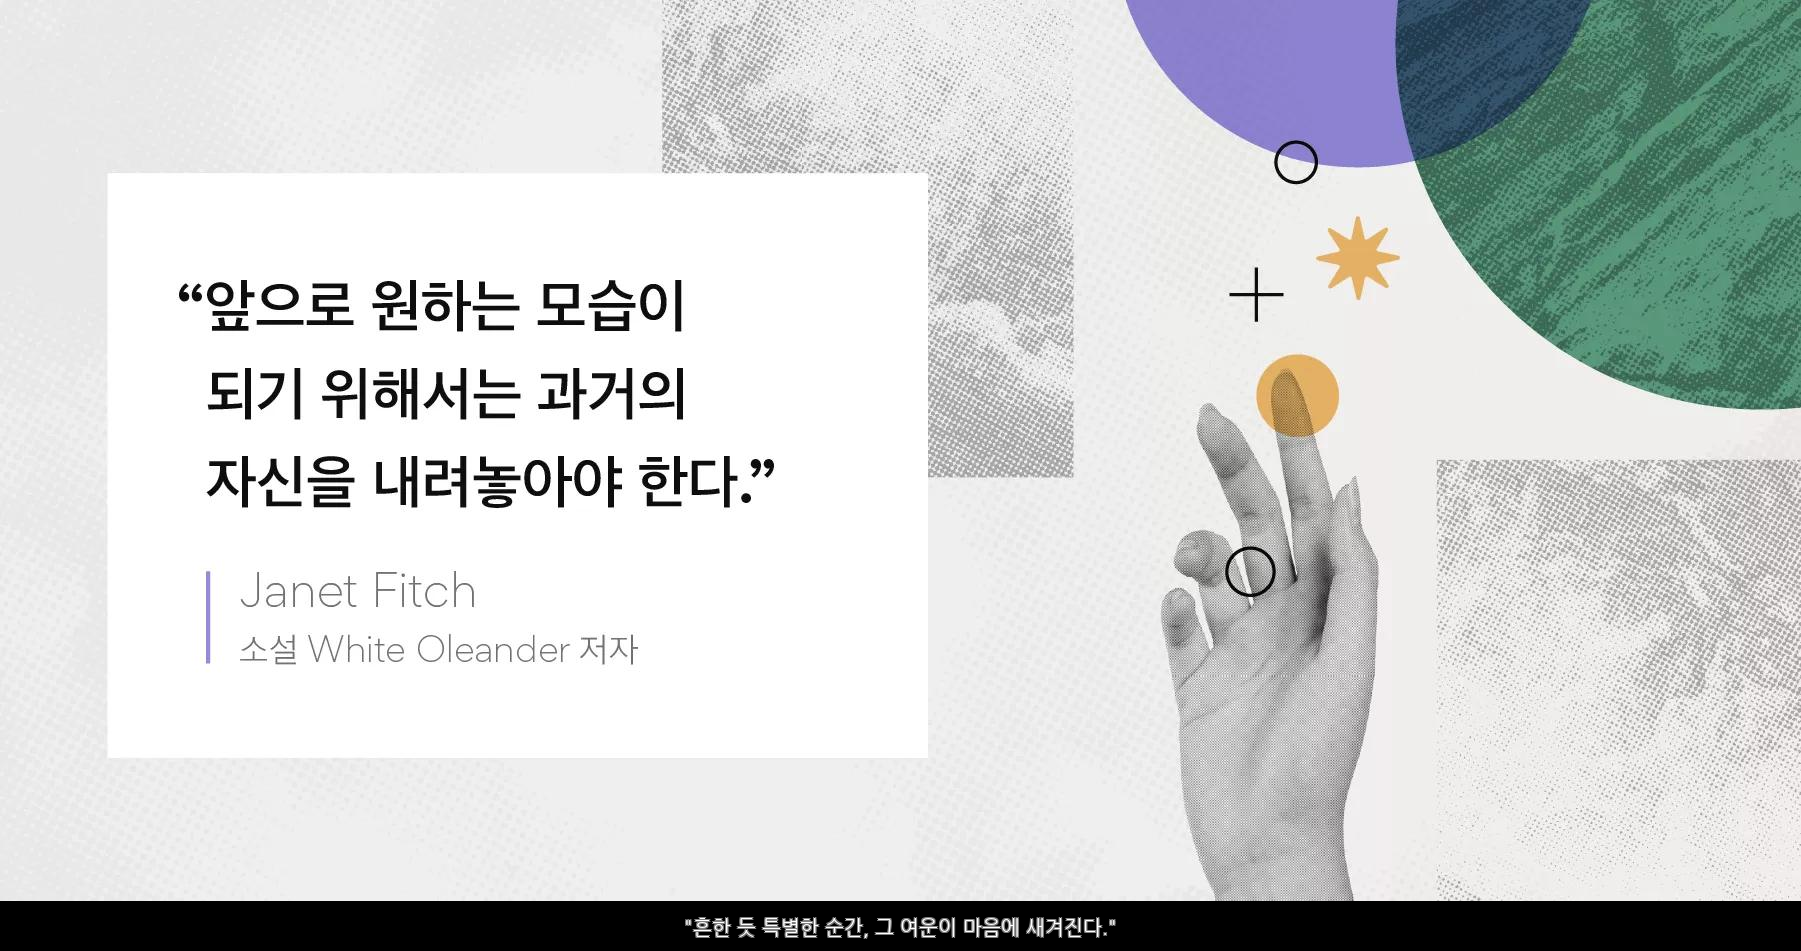 “앞으로 원하는 모습이
되기 위해서는 과거의
자신을 내려놓아야 한다.”
Janet Fitch
소설 White Oleander 저자
"흔한 듯 특별한 순간, 그 여운이 마음에 새겨진다."